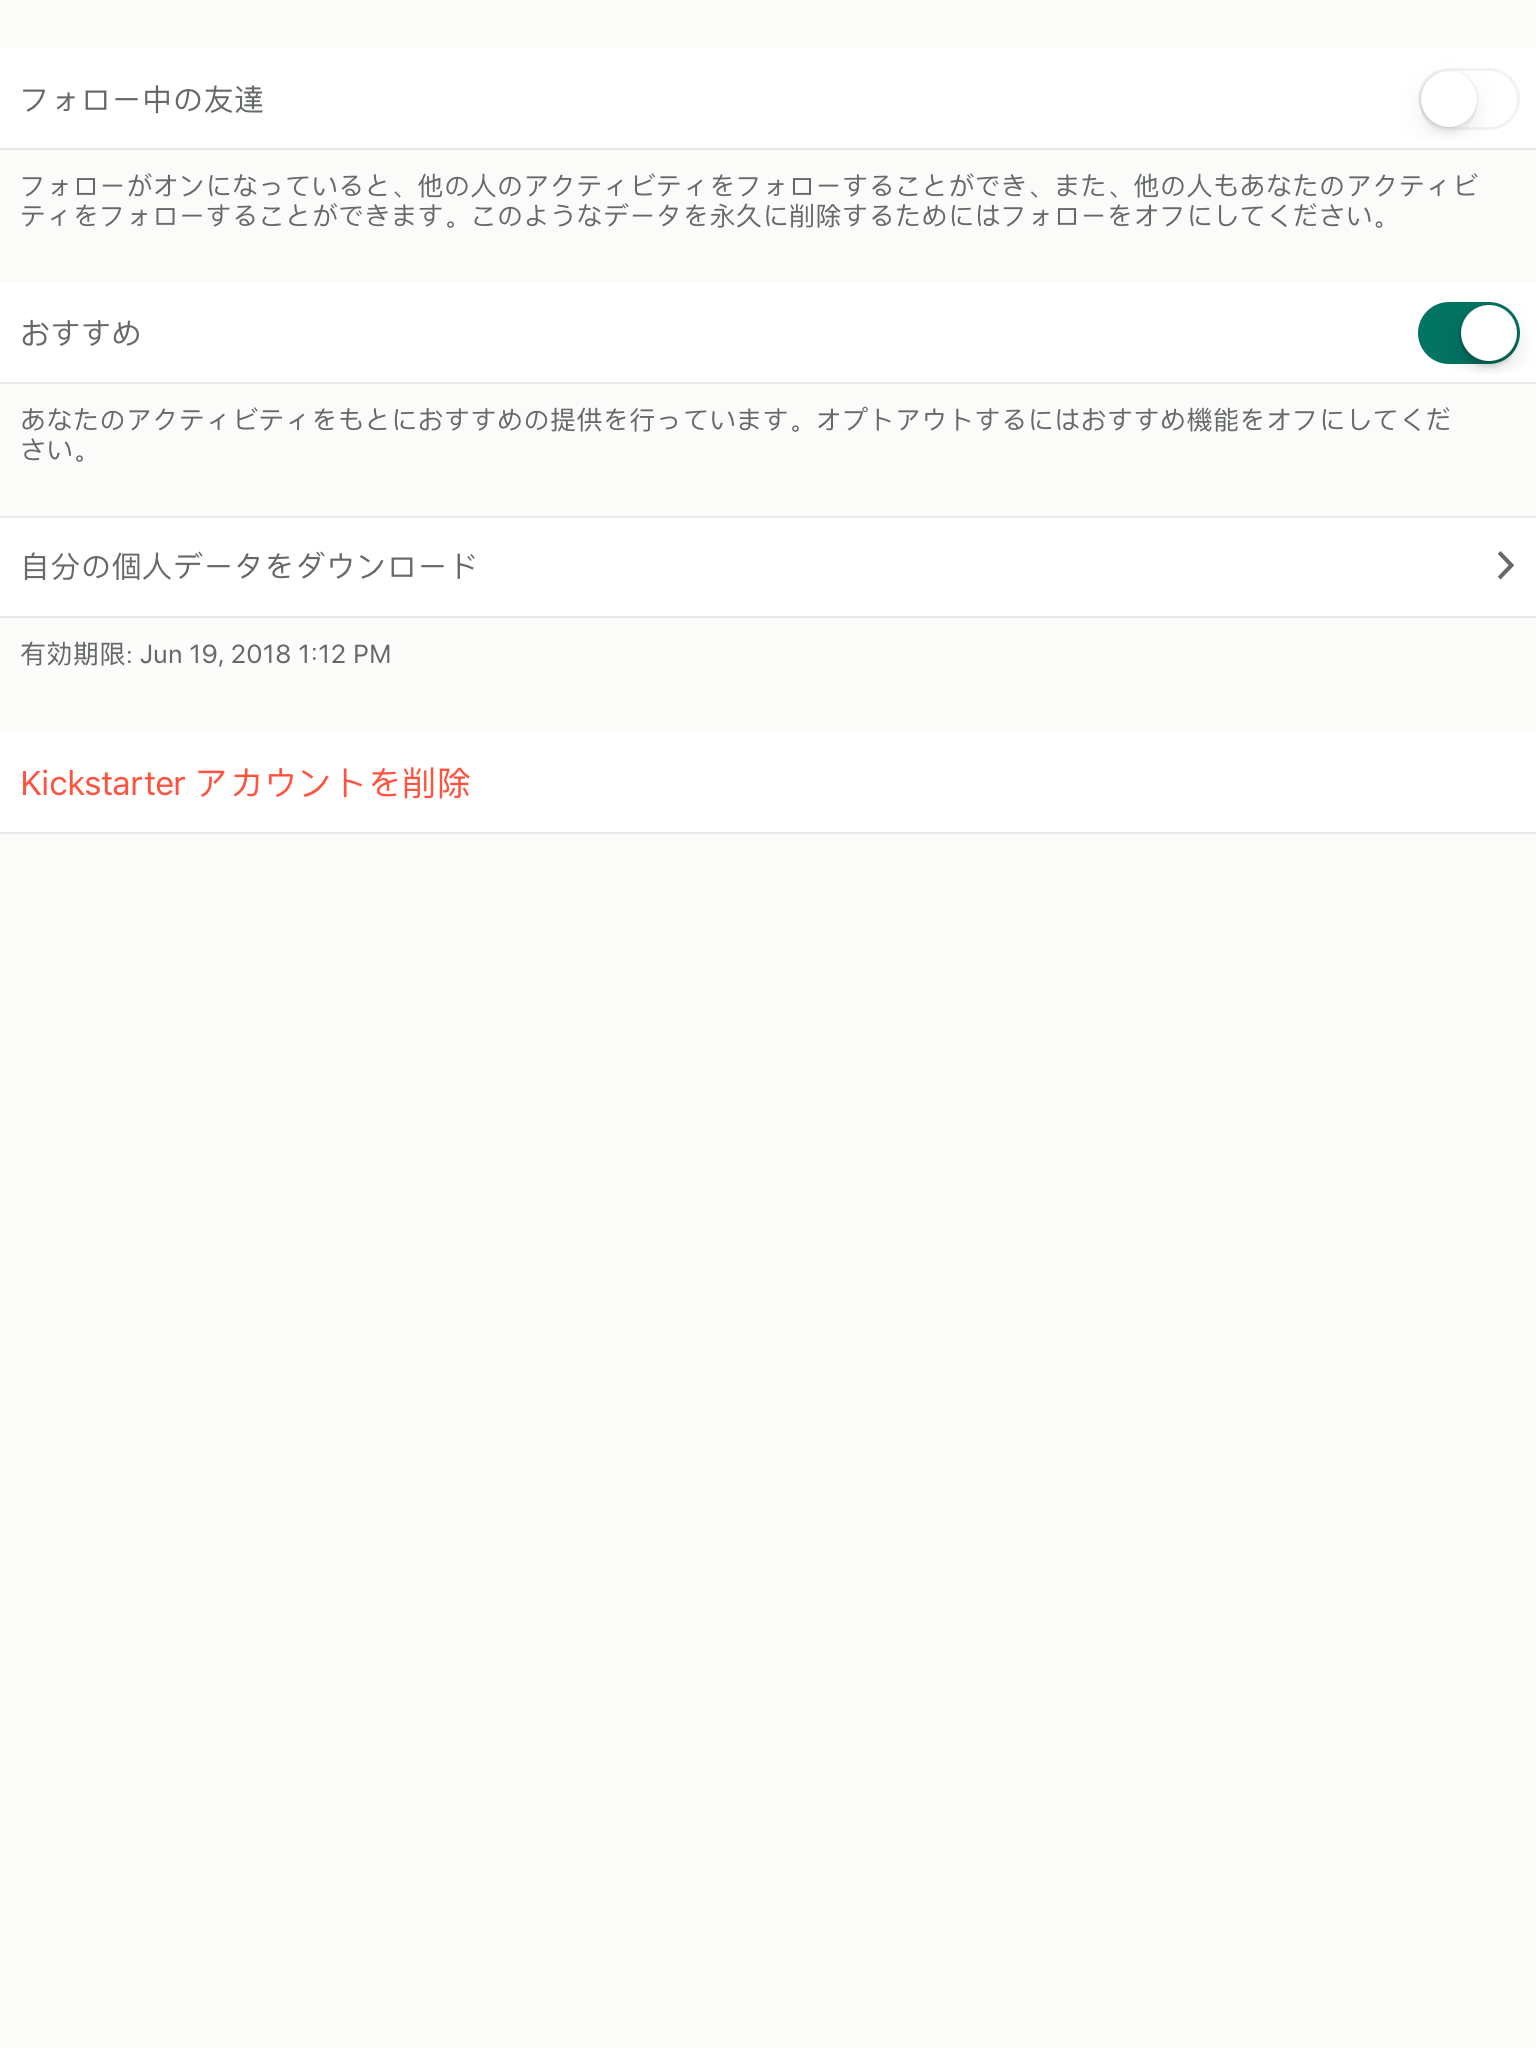 フォロー中の友達
フォローがオンになっていると、他の人のアクティビティをフォローすることができ、また、他の人もあなたのアクティビ
ティをフォローすることができます。このようなデータを永久に削除するためにはフォローをオフにしてください。
おすすめ
あなたのアクティビティをもとにおすすめの提供を行っています。オプトアウトするにはおすすめ機能をオフにしてくだ
さい。
自分の個人データをダウンロード
有効期限: Jun 19, 2018 1:12 PM
Kickstarter アカウントを削除